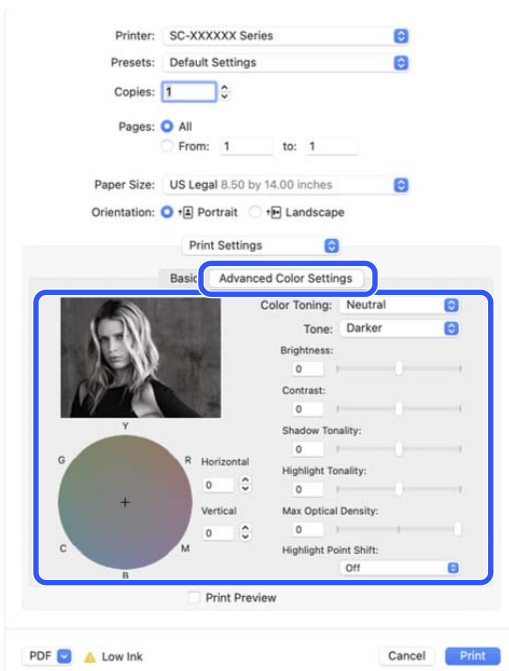 Printer: SC-XXXXXX Series
Presets: Default Settings
Copies: 1
Pages: All
From: 1 to: 1
Paper Size: US Legal 8.50 by 14.00 inches
Orientation: Portrait Landscape
Print Settings
Basic Advanced Color Settings
Color Toning: Neutral
Tone: Darker
Brightness:
0
Contrast:
0
Shadow Tonality:
0
Highlight Tonality:
0
Max Optical Density:
0
Highlight Point Shift:
Off
Y
G R
C M
B
Horizontal
0
Vertical
0
Print Preview
PDF Low Ink Cancel Print